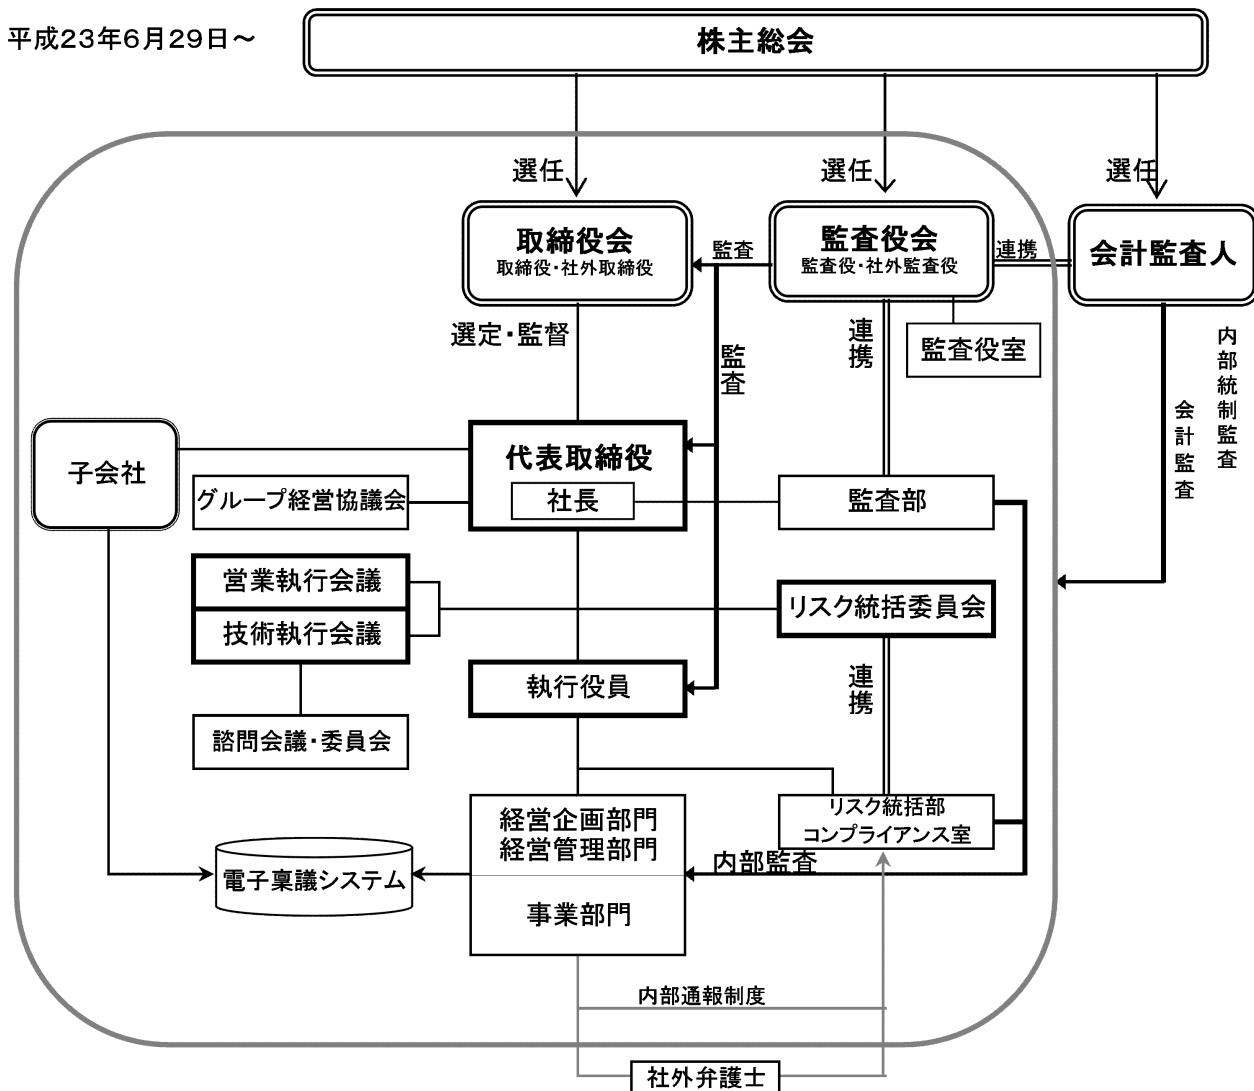 平成23年6月29日～
株主総会
選任
選任
選任
取締役会
取締役・社外取締役
監査
監査役会
監査役・社外監査役
連携
会計監査人
選定・監督
監査
連携
監査役室
内部統制監査
会計監査
子会社
代表取締役
社長
グループ経営協議会
監査部
営業執行会議
技術執行会議
リスク統括委員会
執行役員
連携
諮問会議・委員会
経営企画部門
経営管理部門
事業部門
リスク統括部
コンプライアンス室
内部監査
電子稟議システム
内部通報制度
社外弁護士